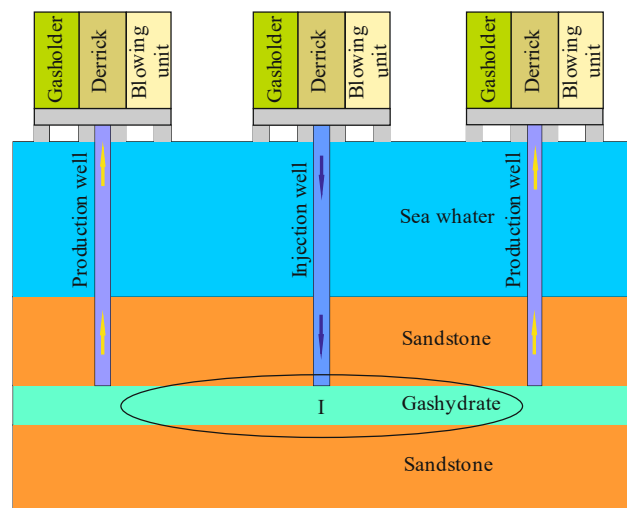 Gasholder
Derrick
Blowing
unit
Gasholder
Derrick
Blowing
unit
Gasholder
Derrick
Blowing
unit
Production well
Injection well
Production well
Sea whater
Sandstone
Gashydrate
I
Sandstone